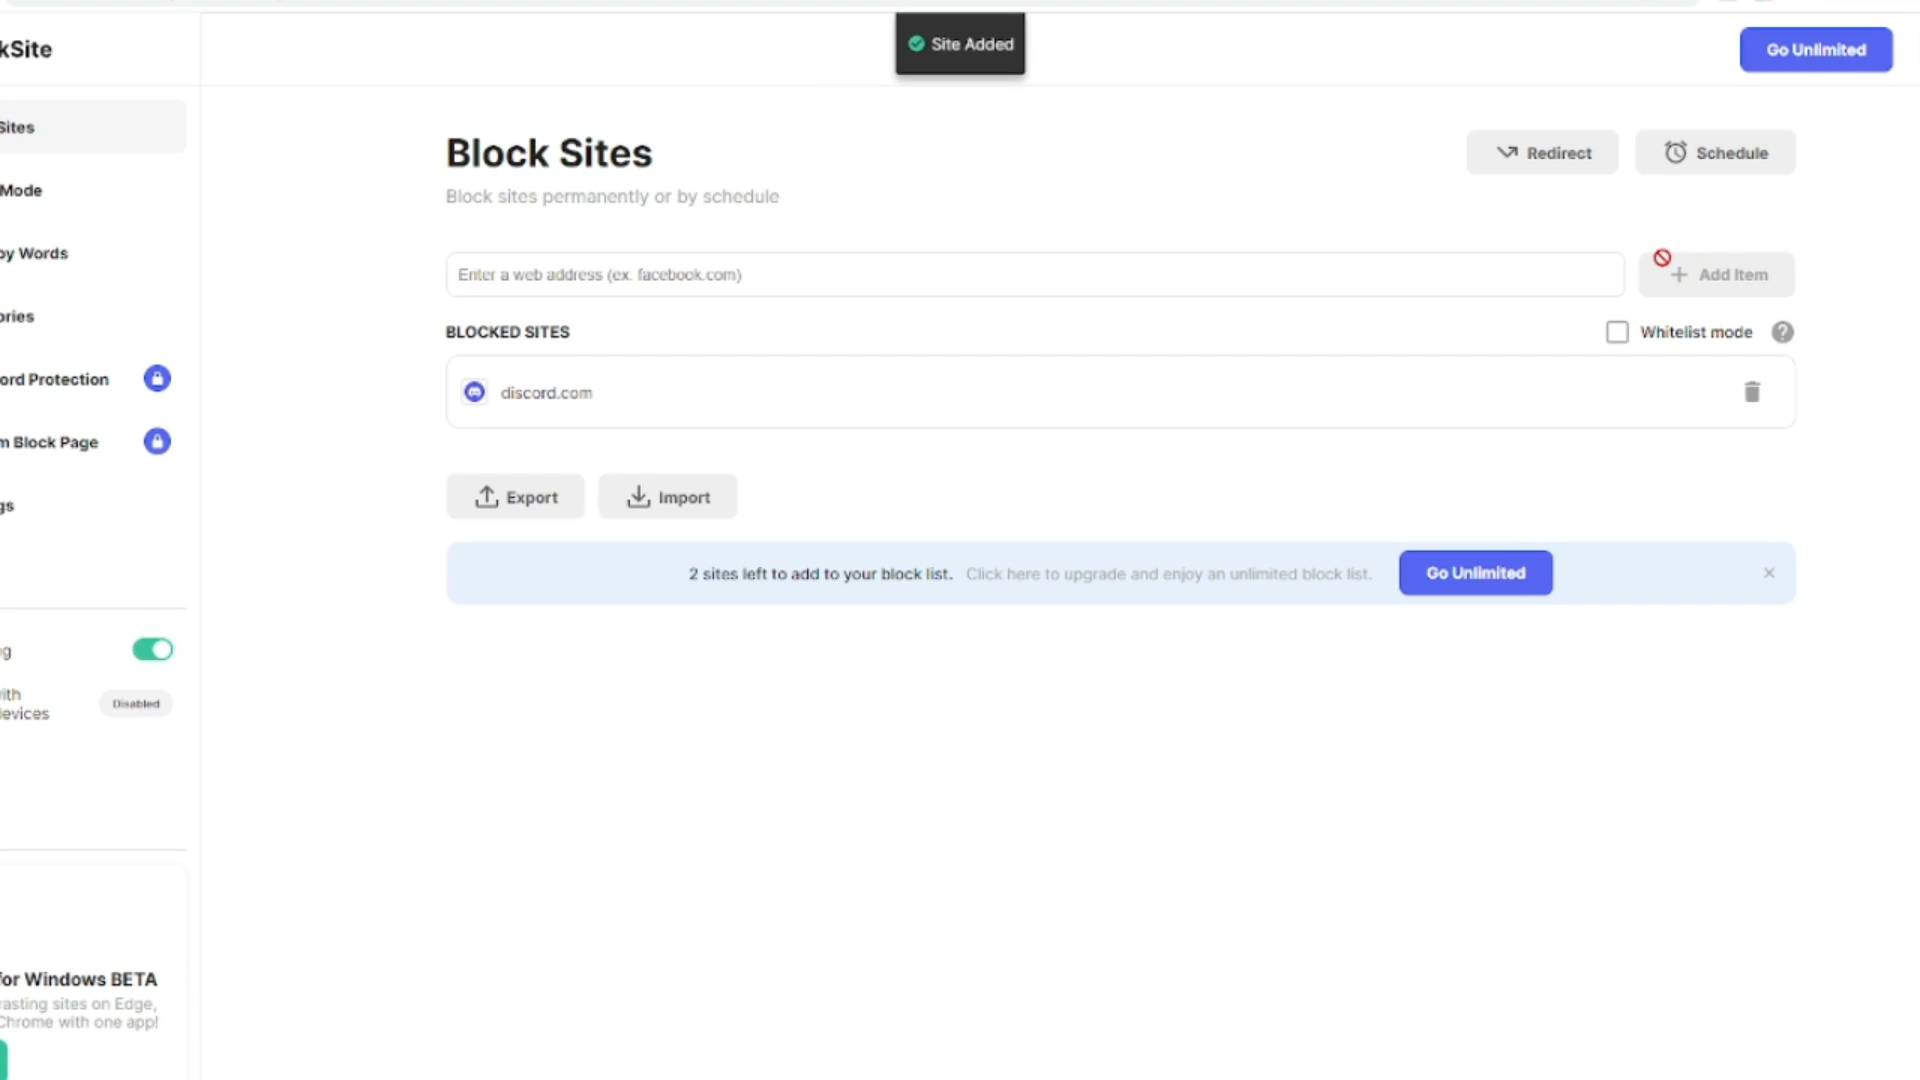 kSite
Site Added
Go Unlimited
Sites
Mode
by Words
ories
ord Protection
m Block Page
gs
Block Sites
Block sites permanently or by schedule
Redirect
Schedule
Enter a web address (ex. facebook.com)
Add Item
BLOCKED SITES
Whitelist mode
?
discord.com
Export
Import
2 sites left to add to your block list. Click here to upgrade and enjoy an unlimited block list.
Go Unlimited
ng
with
devices
Disabled
for Windows BETA
rasting sites on Edge,
Chrome with one app!